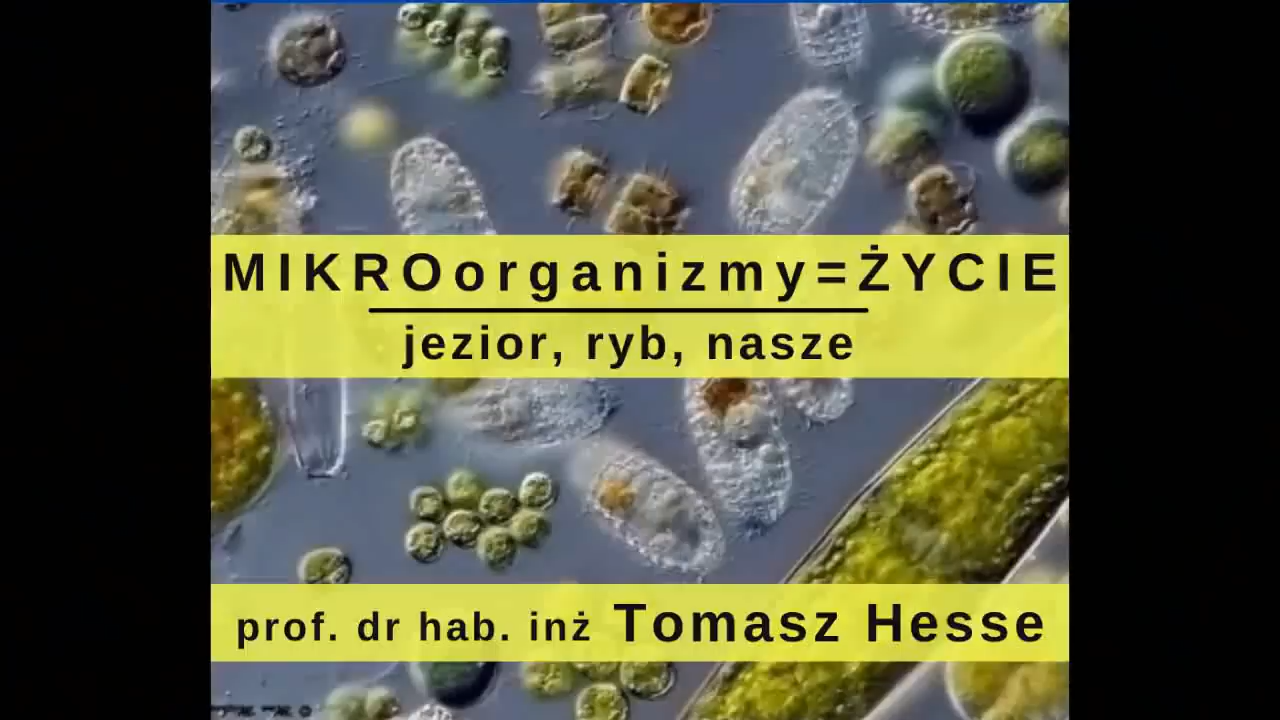 MIKROorganizmy=ŻYCIE
jezior, ryb, nasze
prof. dr hab. inż Tomasz Hesse